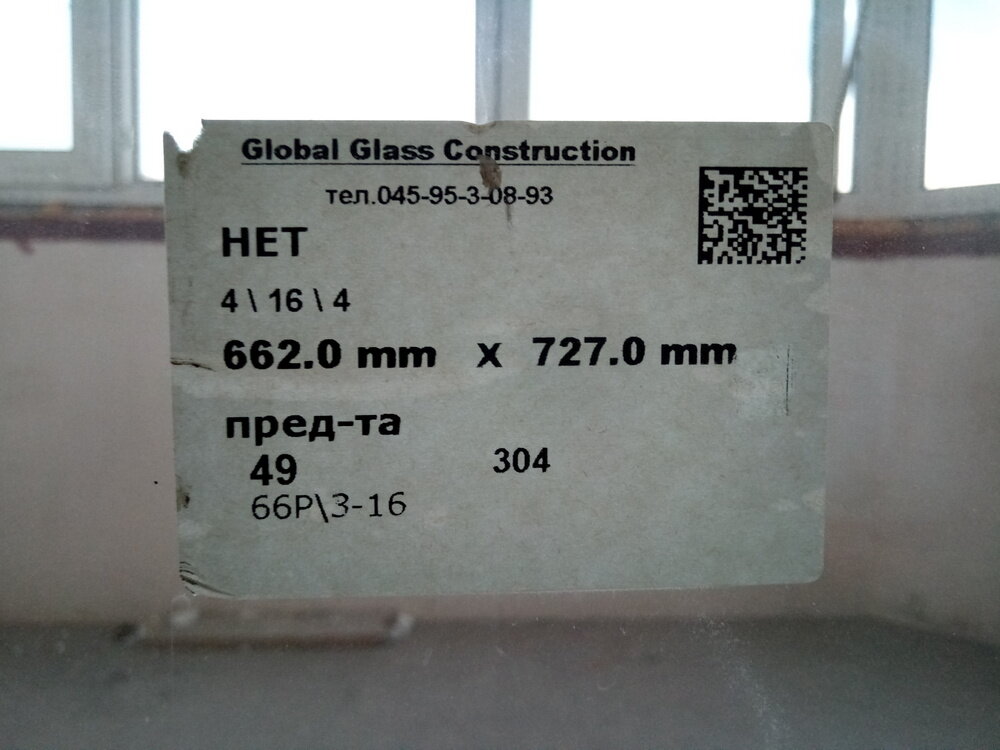 Global Glass Construction
тел.045-95-3-08-93
НЕТ
4 \ 16 \ 4
662.0 mm x 727.0 mm
пред-та
49 304
66Р\3-16